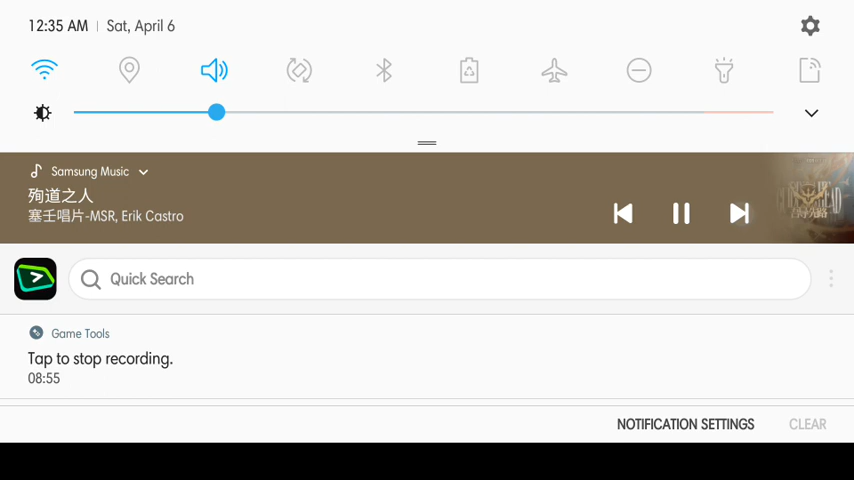 12:35 AM | Sat, April 6
Samsung Music
殉道之人
塞壬唱片-MSR, Erik Castro
Quick Search
Game Tools
Tap to stop recording.
08:55
NOTIFICATION SETTINGS CLEAR